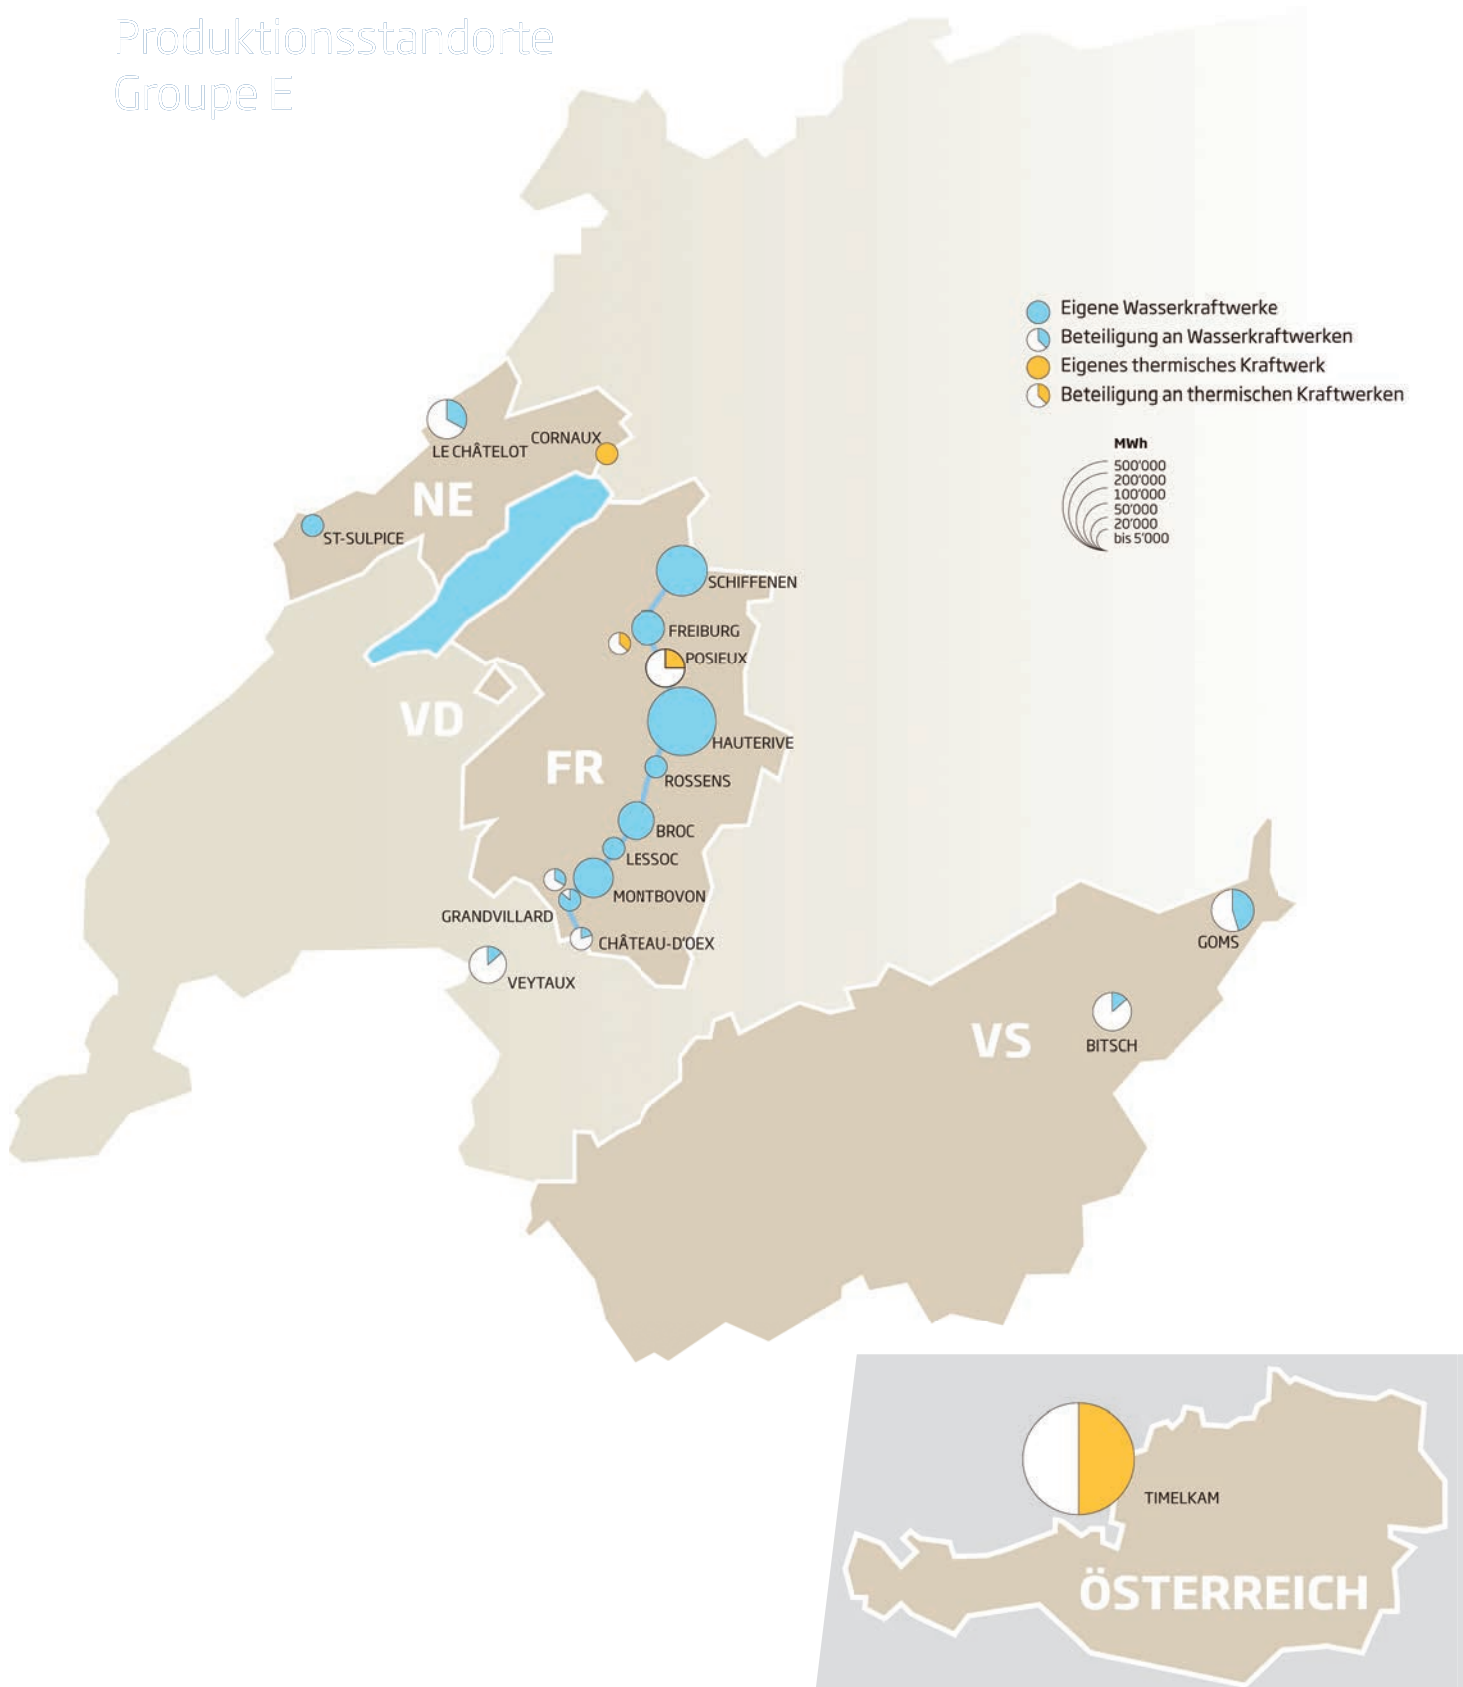 Produktionsstandorte
Groupe E
Eigene Wasserkraftwerke
Beteiligung an Wasserkraftwerken
Eigenes thermisches Kraftwerk
Beteiligung an thermischen Kraftwerken
MWh
500'000
200'000
100'000
50'000
20'000
bis 5'000
CORNAUX
LE CHÂTELOT
NE
ST-SULPICE
SCHIFFENEN
FREIBURG
POSIEUX
VD
HAUTERIVE
FR
ROSSENS
BROC
LESSOC
MONTBOVON
GRANDVILLARD
CHÂTEAU-D'OEX
GOMS
VEYTAUX
VS
BITSCH
TIMELKAM
ÖSTERREICH